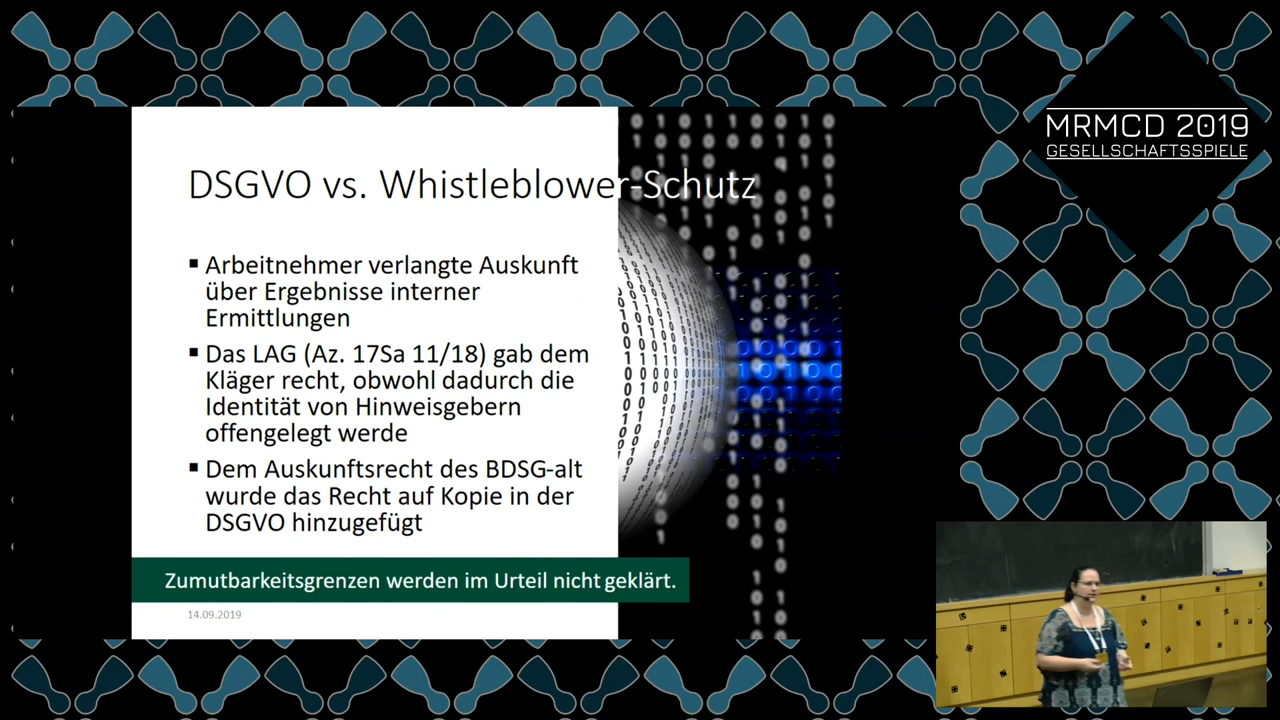 MRMCD 2019
GESELLSCHAFTSSPIELE
DSGVO vs. Whistleblower-Schutz
▪ Arbeitnehmer verlangte Auskunft
über Ergebnisse interner
Ermittlungen
▪ Das LAG (Az. 17Sa 11/18) gab dem
Kläger recht, obwohl dadurch die
Identität von Hinweisgebern
offengelegt werde
▪ Dem Auskunftsrecht des BDSG-alt
wurde das Recht auf Kopie in der
DSGVO hinzugefügt
Zumutbarkeitsgrenzen werden im Urteil nicht geklärt.
14.09.2019